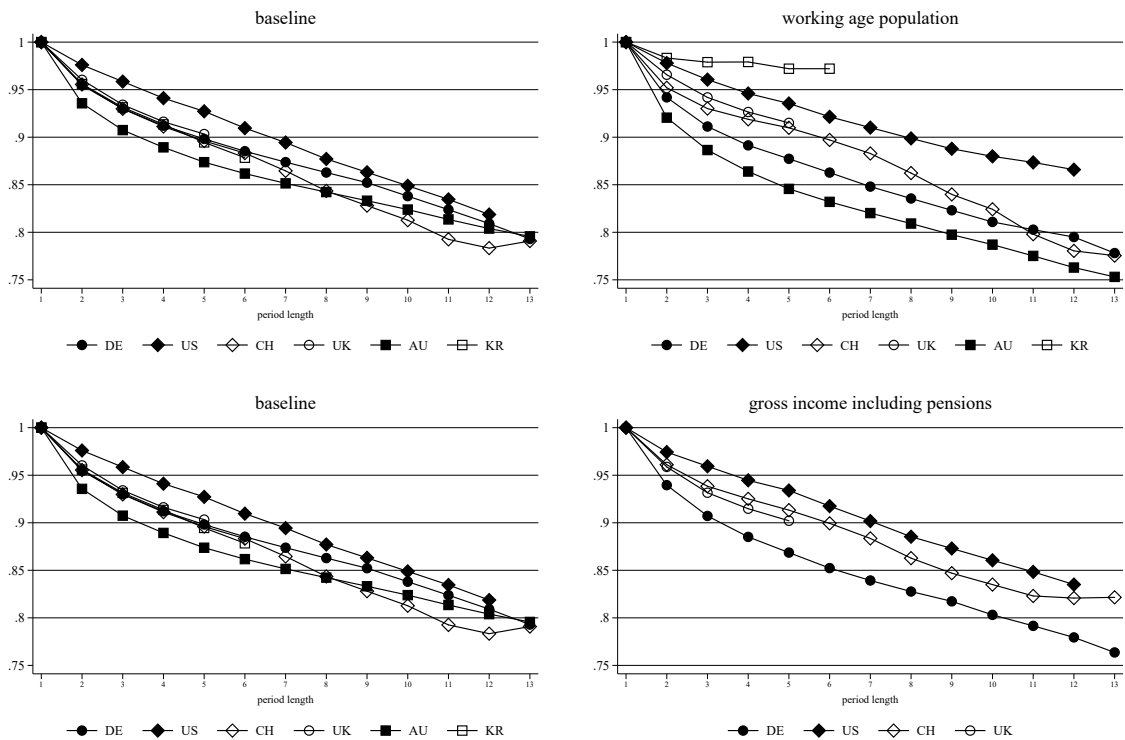 baseline
1
.95
.9
.85
.8
.75
1 2 3 4 5 6 7 8 9 10 11 12 13
period length
DE US CH UK AU KR
working age population
1
.95
.9
.85
.8
.75
1 2 3 4 5 6 7 8 9 10 11 12 13
period length
DE US CH UK AU KR
baseline
1
.95
.9
.85
.8
.75
1 2 3 4 5 6 7 8 9 10 11 12 13
period length
DE US CH UK AU KR
gross income including pensions
1
.95
.9
.85
.8
.75
1 2 3 4 5 6 7 8 9 10 11 12 13
period length
DE US CH UK